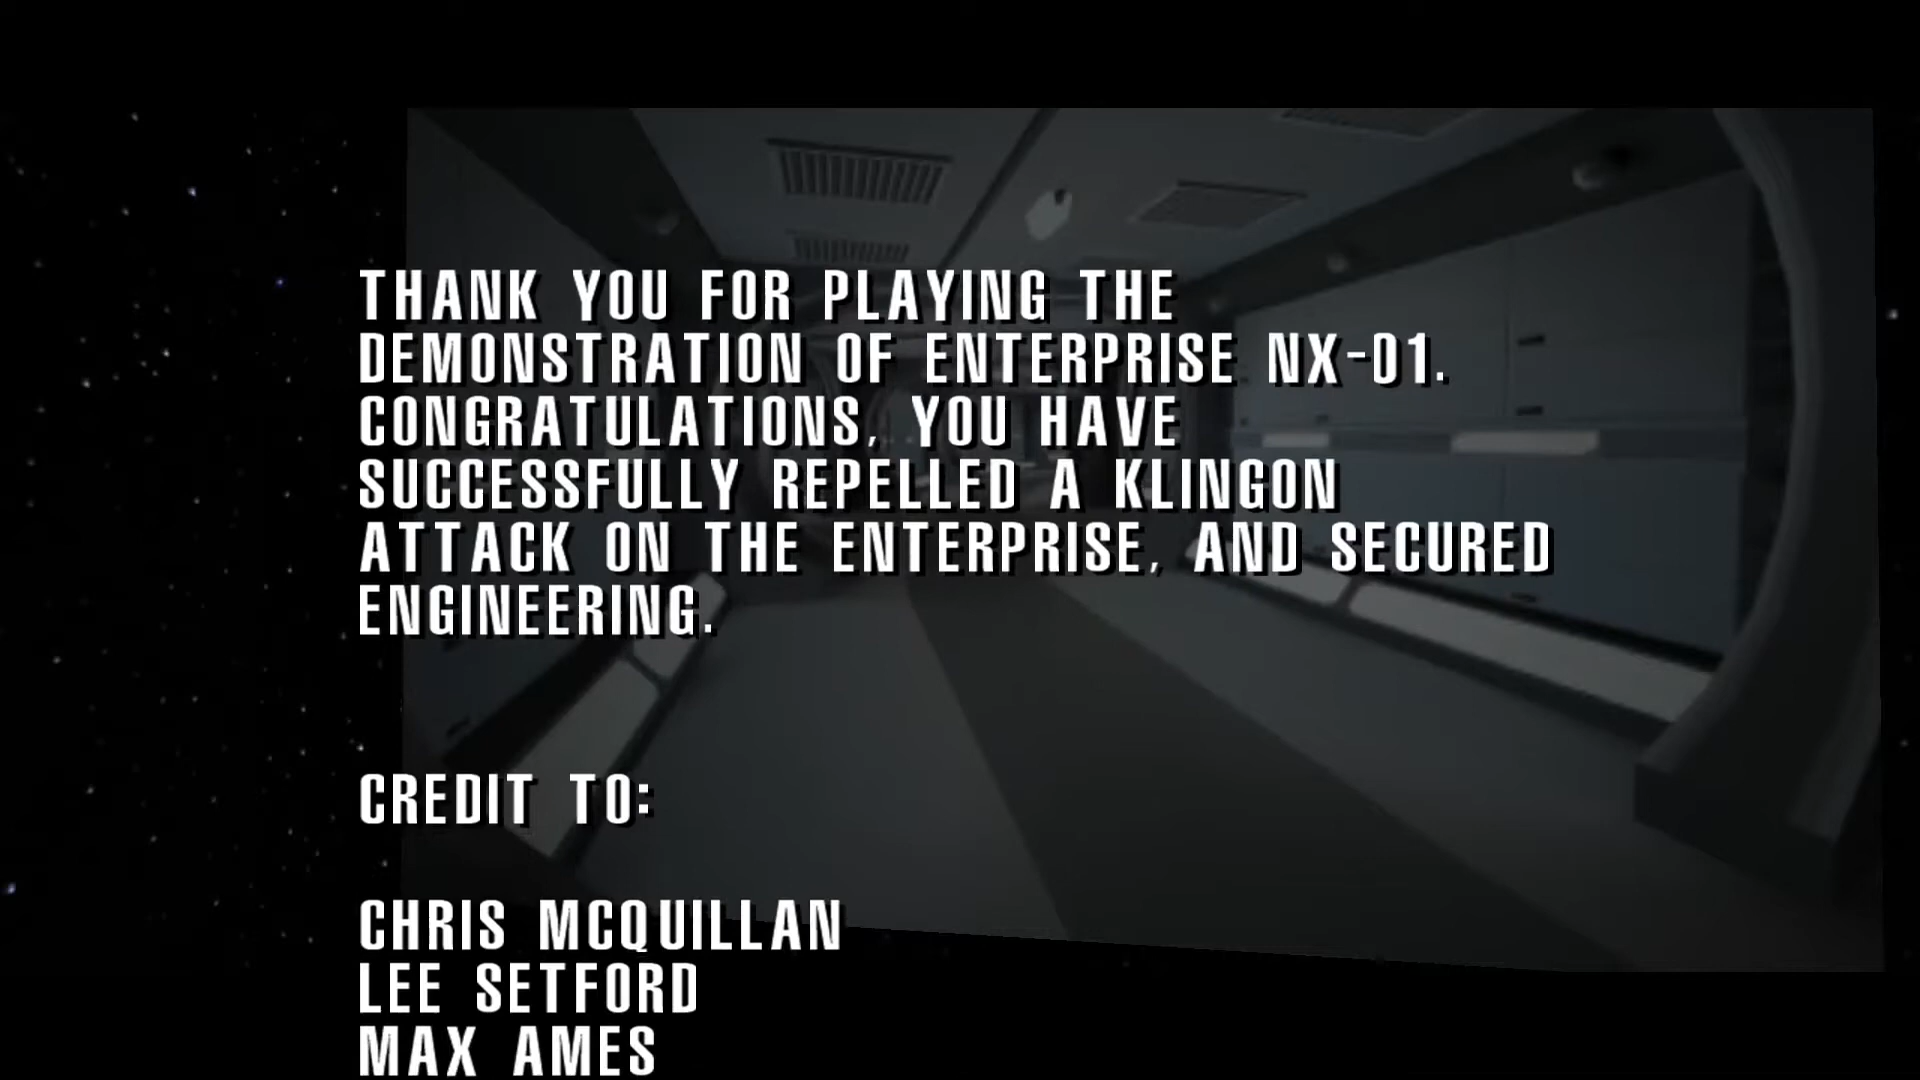 THANK YOU FOR PLAYING THE
DEMONSTRATION OF ENTERPRISE NX-01.
CONGRATULATIONS, YOU HAVE
SUCCESSFULLY REPELLED A KLINGON
ATTACK ON THE ENTERPRISE, AND SECURED
ENGINEERING.
CREDIT TO:
CHRIS MCQUILLAN
LEE SETFORD
MAX AMES